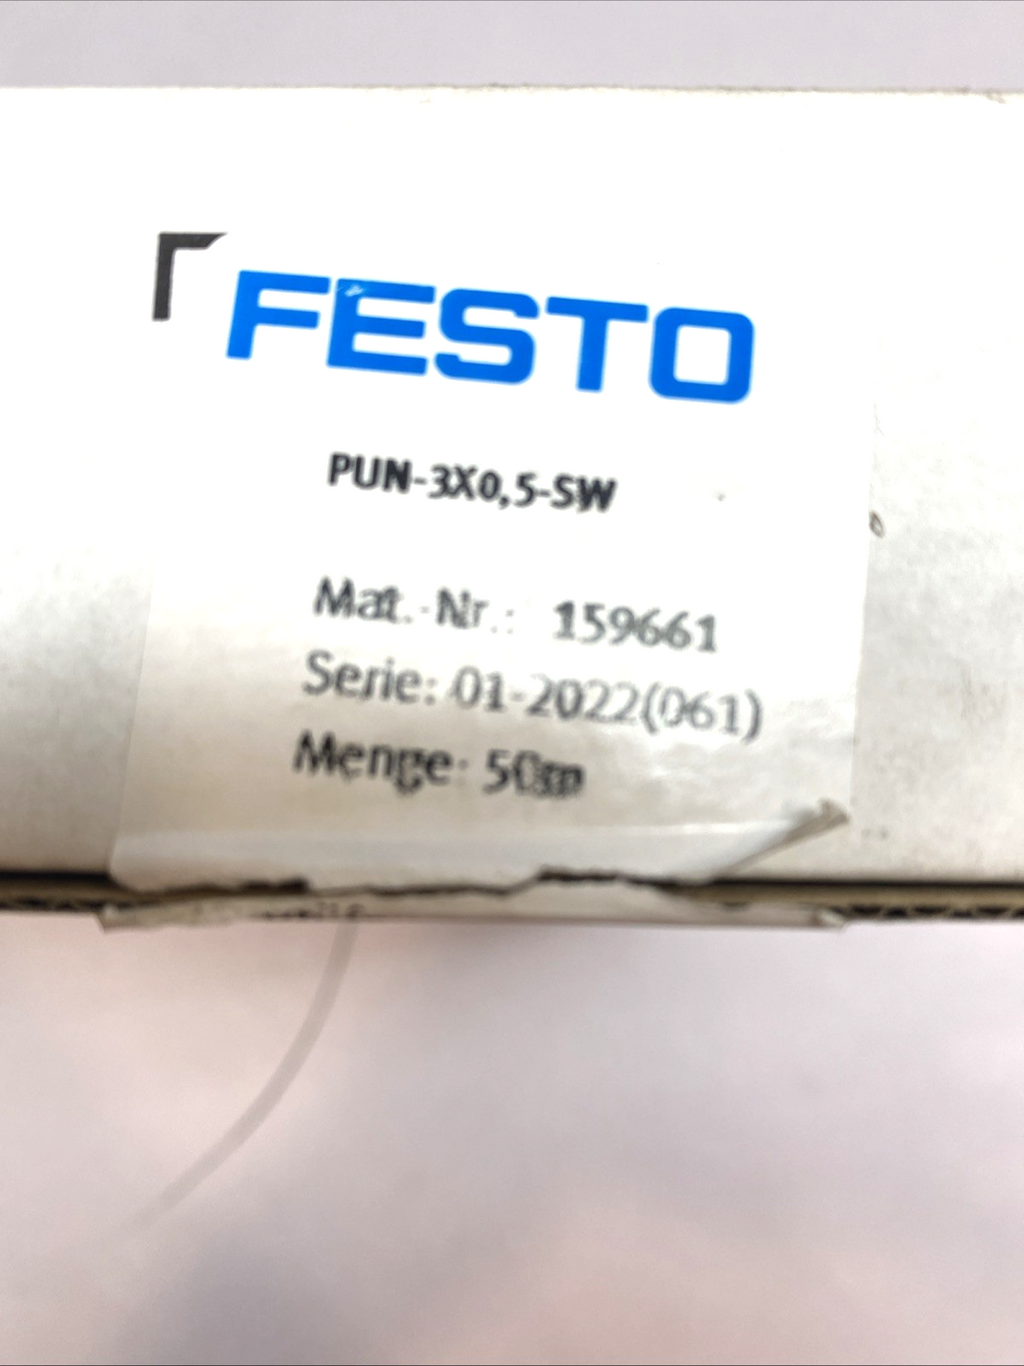 FESTO
PUN-3X0,5-SW
Mat.-Nr.: 159661
Serie: 01-2022(061)
Menge: 50m